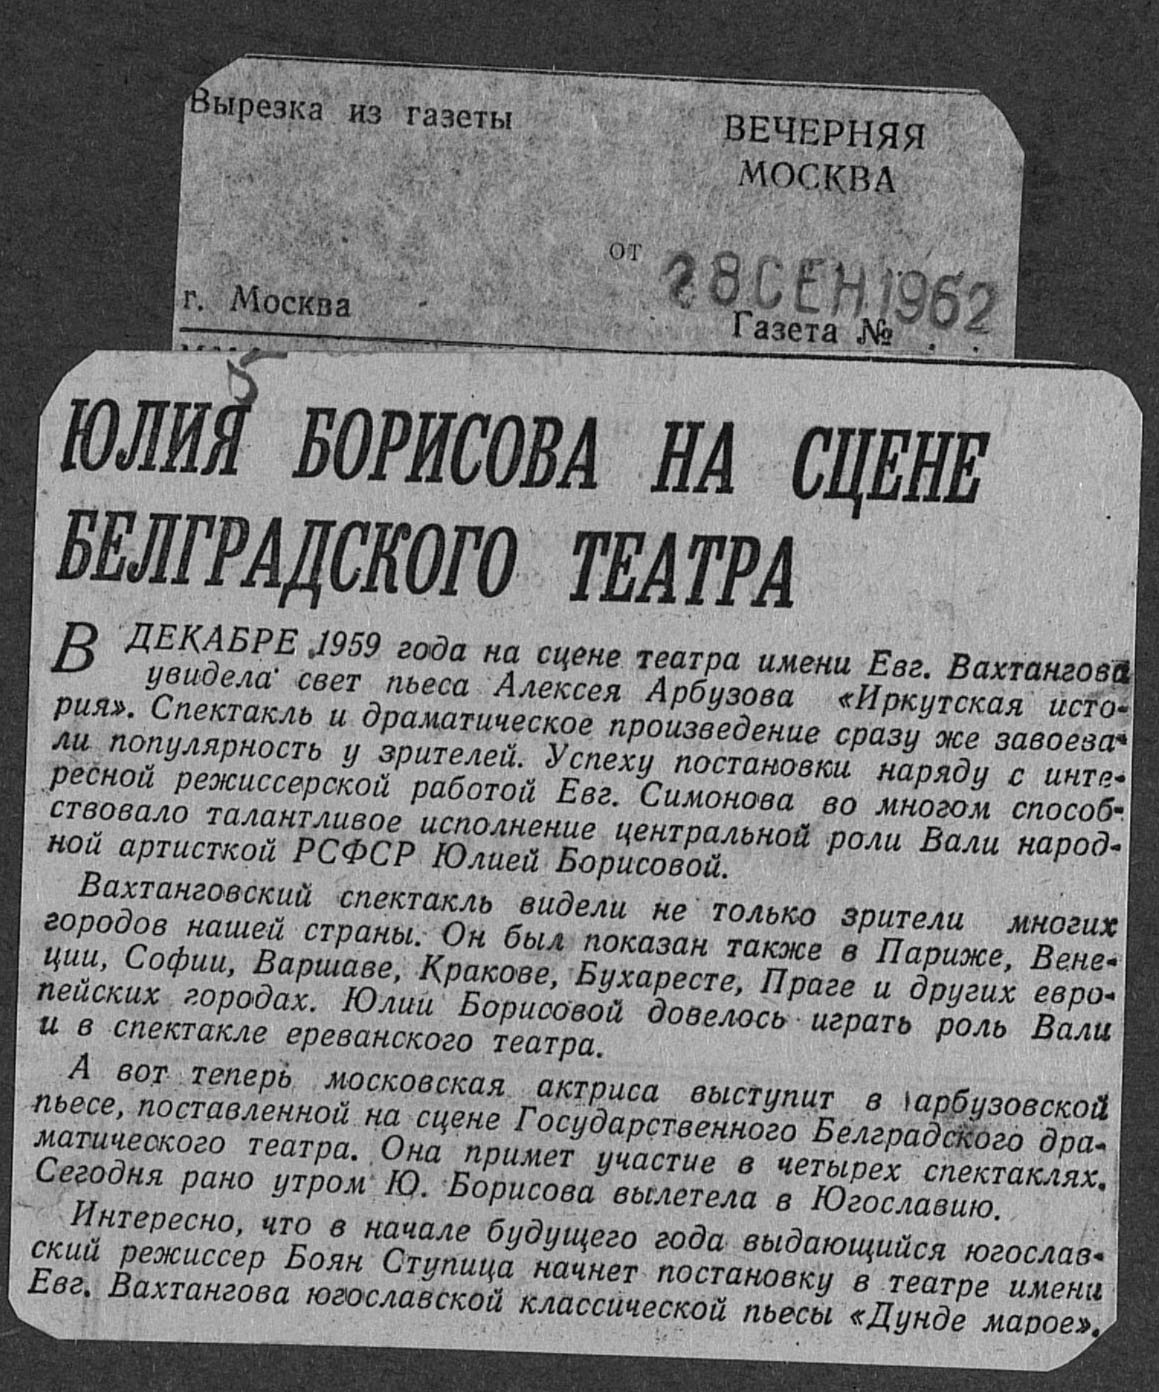 Вырезка из газеты
ВЕЧЕРНЯЯ
МОСКВА
от 28 СЕН 1962
г. Москва
Газета № . .
5
ЮЛИЯ БОРИСОВА НА СЦЕНЕ
БЕЛГРАДСКОГО ТЕАТРА
В ДЕКАБРЕ 1959 года на сцене театра имени Евг. Вахтангова
увидела свет пьеса Алексея Арбузова «Иркутская исто-
рия». Спектакль и драматическое произведение сразу же завоева-
ли популярность у зрителей. Успеху постановки наряду с инте-
ресной режиссерской работой Евг. Симонова во многом способ-
ствовало талантливое исполнение центральной роли Вали народ-
ной артисткой РСФСР Юлией Борисовой.
Вахтанговский спектакль видели не только зрители многих
городов нашей страны. Он был показан также в Париже, Вене-
ции, Софии, Варшаве, Кракове, Бухаресте, Праге и других евро-
пейских городах. Юлии Борисовой довелось играть роль Вали
и в спектакле ереванского театра.
А вот теперь московская актриса выступит в арбузовской
пьесе, поставленной на сцене Государственного Белградского дра-
матического театра. Она примет участие в четырех спектаклях.
Сегодня рано утром Ю. Борисова вылетела в Югославию.
Интересно, что в начале будущего года выдающийся югослав-
ский режиссер Боян Ступица начнет постановку в театре имени
Евг. Вахтангова югославской классической пьесы «Дунде марое».